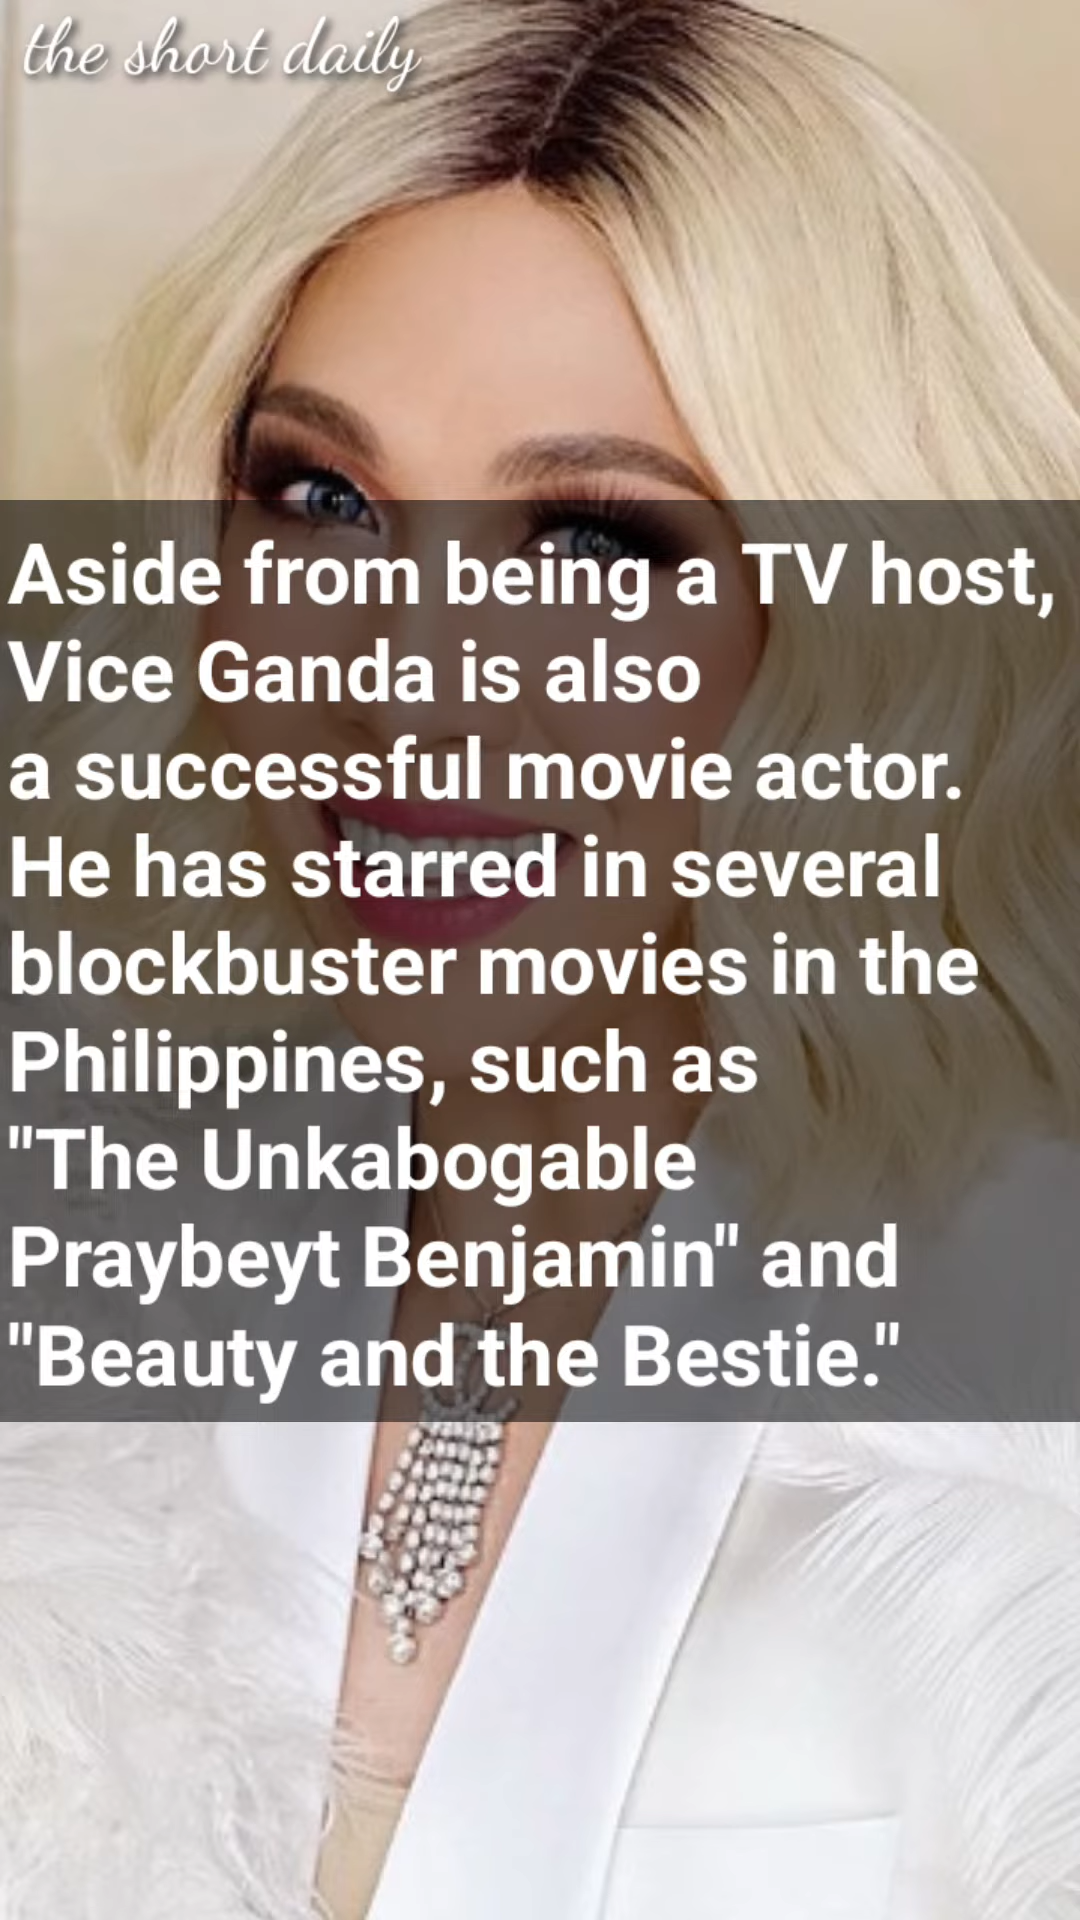 the short daily
Aside from being a TV host,
Vice Ganda is also
a successful movie actor.
He has starred in several
blockbuster movies in the
Philippines, such as
"The Unkabogable
Praybeyt Benjamin" and
"Beauty and the Bestie."